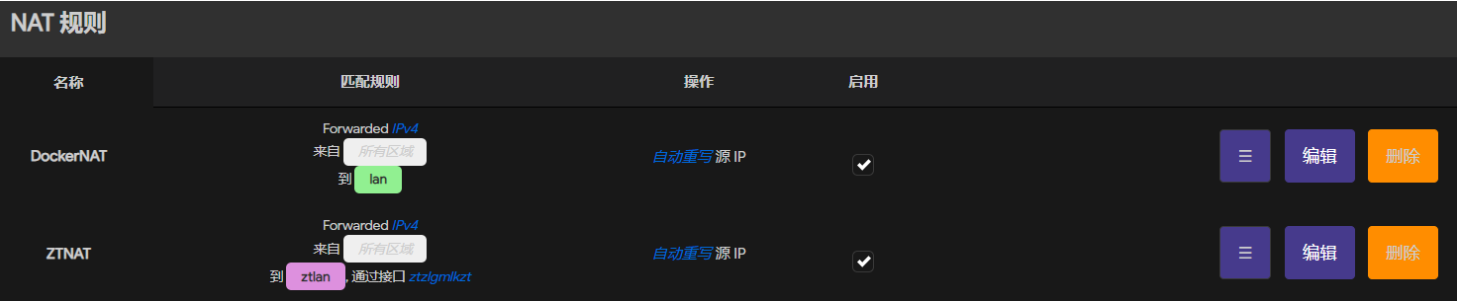 NAT 规则
名称 匹配规则 操作 启用
Forwarded IPv4
来自 所有区域
到 lan
DockerNAT
自动重写 源 IP
☰ 编辑 删除
Forwarded IPv4
来自 所有区域
到 ztlan , 通过接口 ztzlgmlkzt
ZTNAT
自动重写 源 IP
☰ 编辑 删除